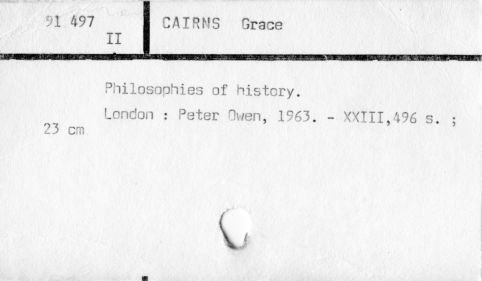 91 497
II
CAIRNS Grace
Philosophies of history.
London : Peter Owen, 1963. - XXIII,496 s. ;
23 cm